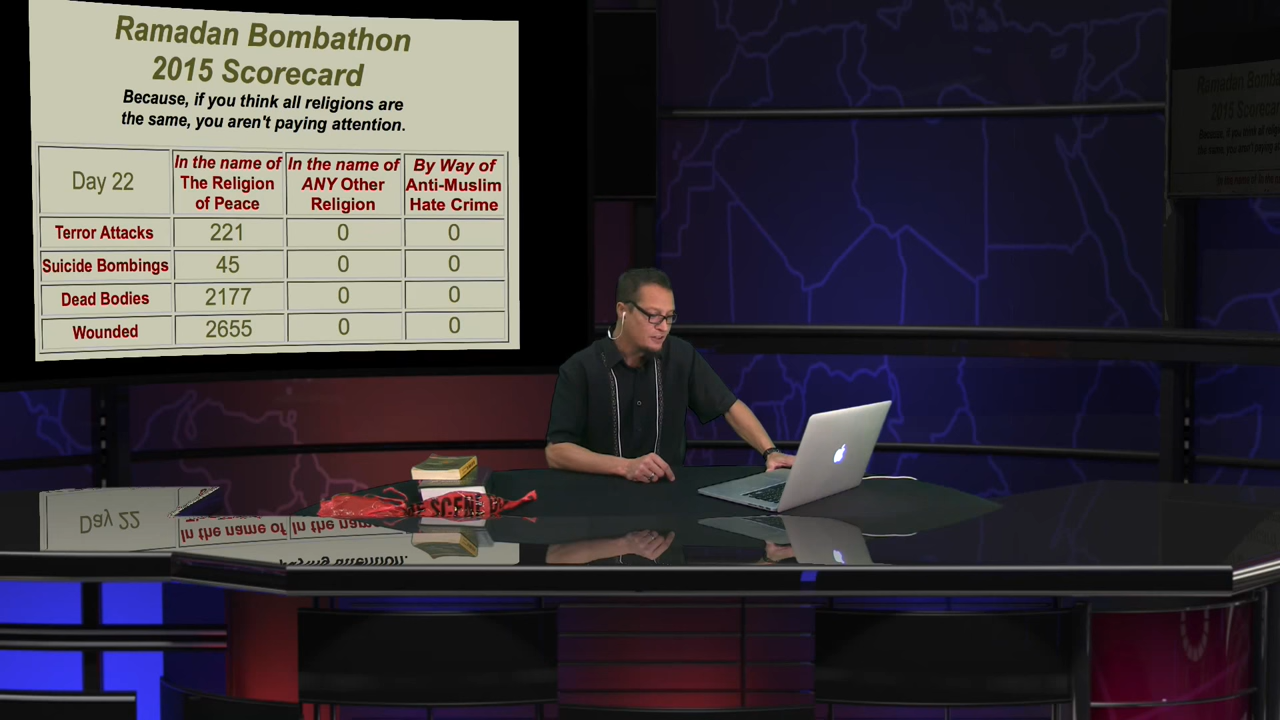 Ramadan Bombathon
2015 Scorecard
Because, if you think all religions are
the same, you aren't paying attention.
Day 22
In the name of
The Religion
of Peace
In the name of
ANY Other
Religion
By Way of
Anti-Muslim
Hate Crime
Terror Attacks 221 0 0
Suicide Bombings 45 0 0
Dead Bodies 2177 0 0
Wounded 2655 0 0
SCENE